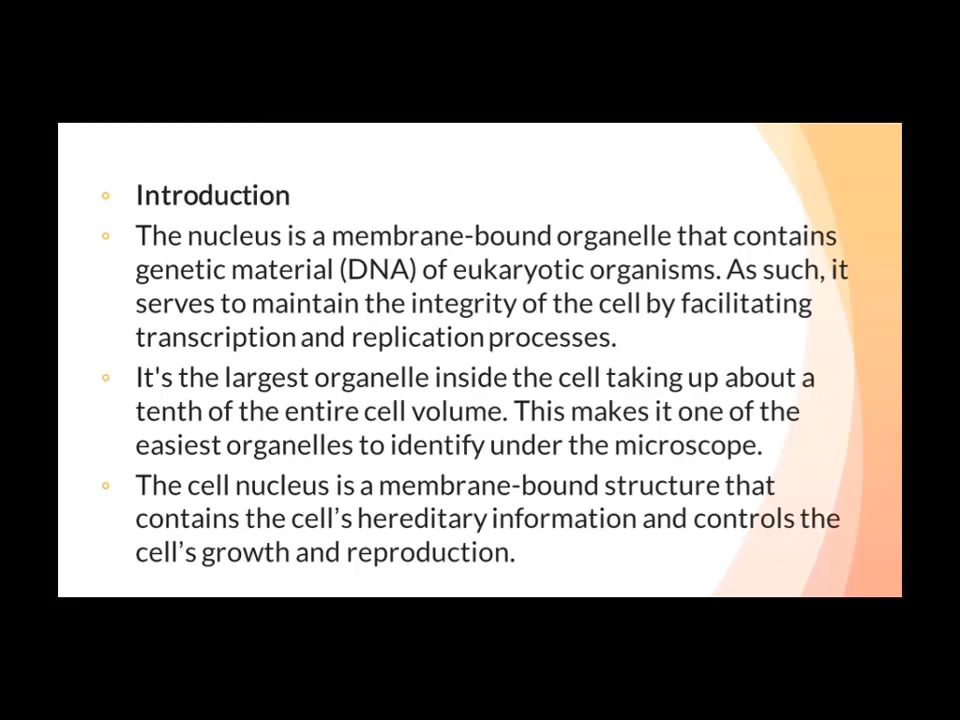 Introduction
The nucleus is a membrane-bound organelle that contains
genetic material (DNA) of eukaryotic organisms. As such, it
serves to maintain the integrity of the cell by facilitating
transcription and replication processes.
It's the largest organelle inside the cell taking up about a
tenth of the entire cell volume. This makes it one of the
easiest organelles to identify under the microscope.
The cell nucleus is a membrane-bound structure that
contains the cell’s hereditary information and controls the
cell’s growth and reproduction.